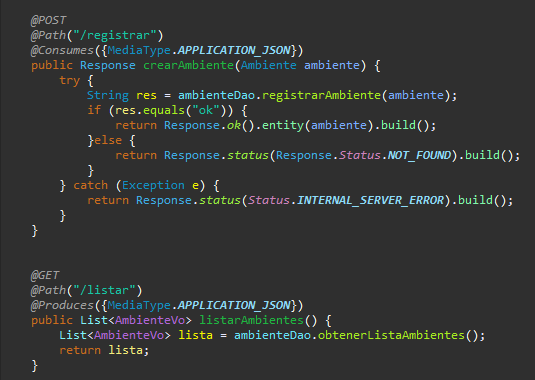 @POST
@Path("/registrar")
@Consumes({MediaType.APPLICATION_JSON})
public Response crearAmbiente(Ambiente ambiente) {
try {
String res = ambienteDao.registrarAmbiente(ambiente);
if (res.equals("ok")) {
return Response.ok().entity(ambiente).build();
}else {
return Response.status(Response.Status.NOT_FOUND).build();
}
} catch (Exception e) {
return Response.status(Status.INTERNAL_SERVER_ERROR).build();
}
}
@GET
@Path("/listar")
@Produces({MediaType.APPLICATION_JSON})
public List<AmbienteVo> listarAmbientes() {
List<AmbienteVo> lista = ambienteDao.obtenerListaAmbientes();
return lista;
}